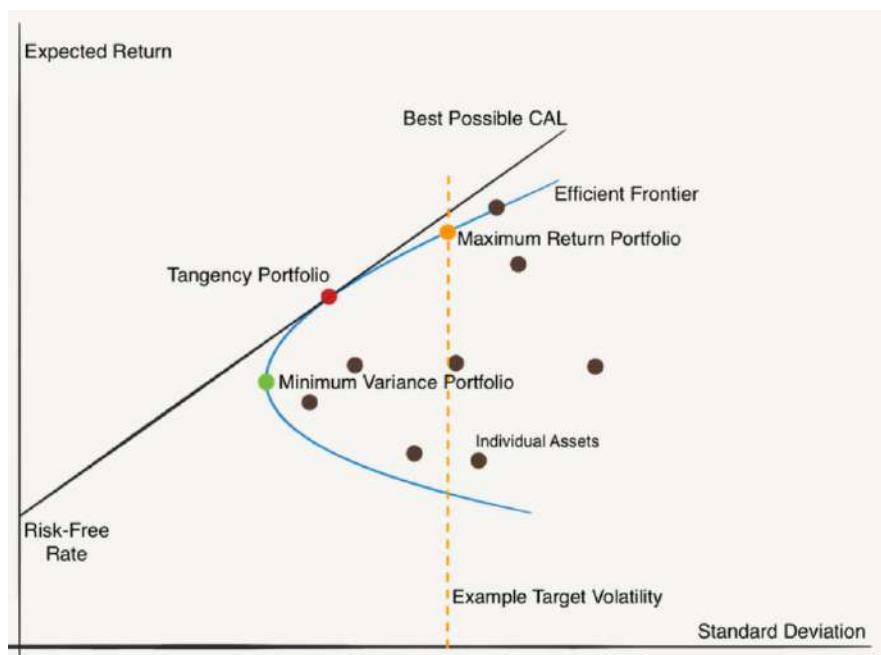 Expected Return
Best Possible CAL
Efficient Frontier
Maximum Return Portfolio
Tangency Portfolio
Minimum Variance Portfolio
Individual Assets
Risk-Free
Rate
Example Target Volatility
Standard Deviation